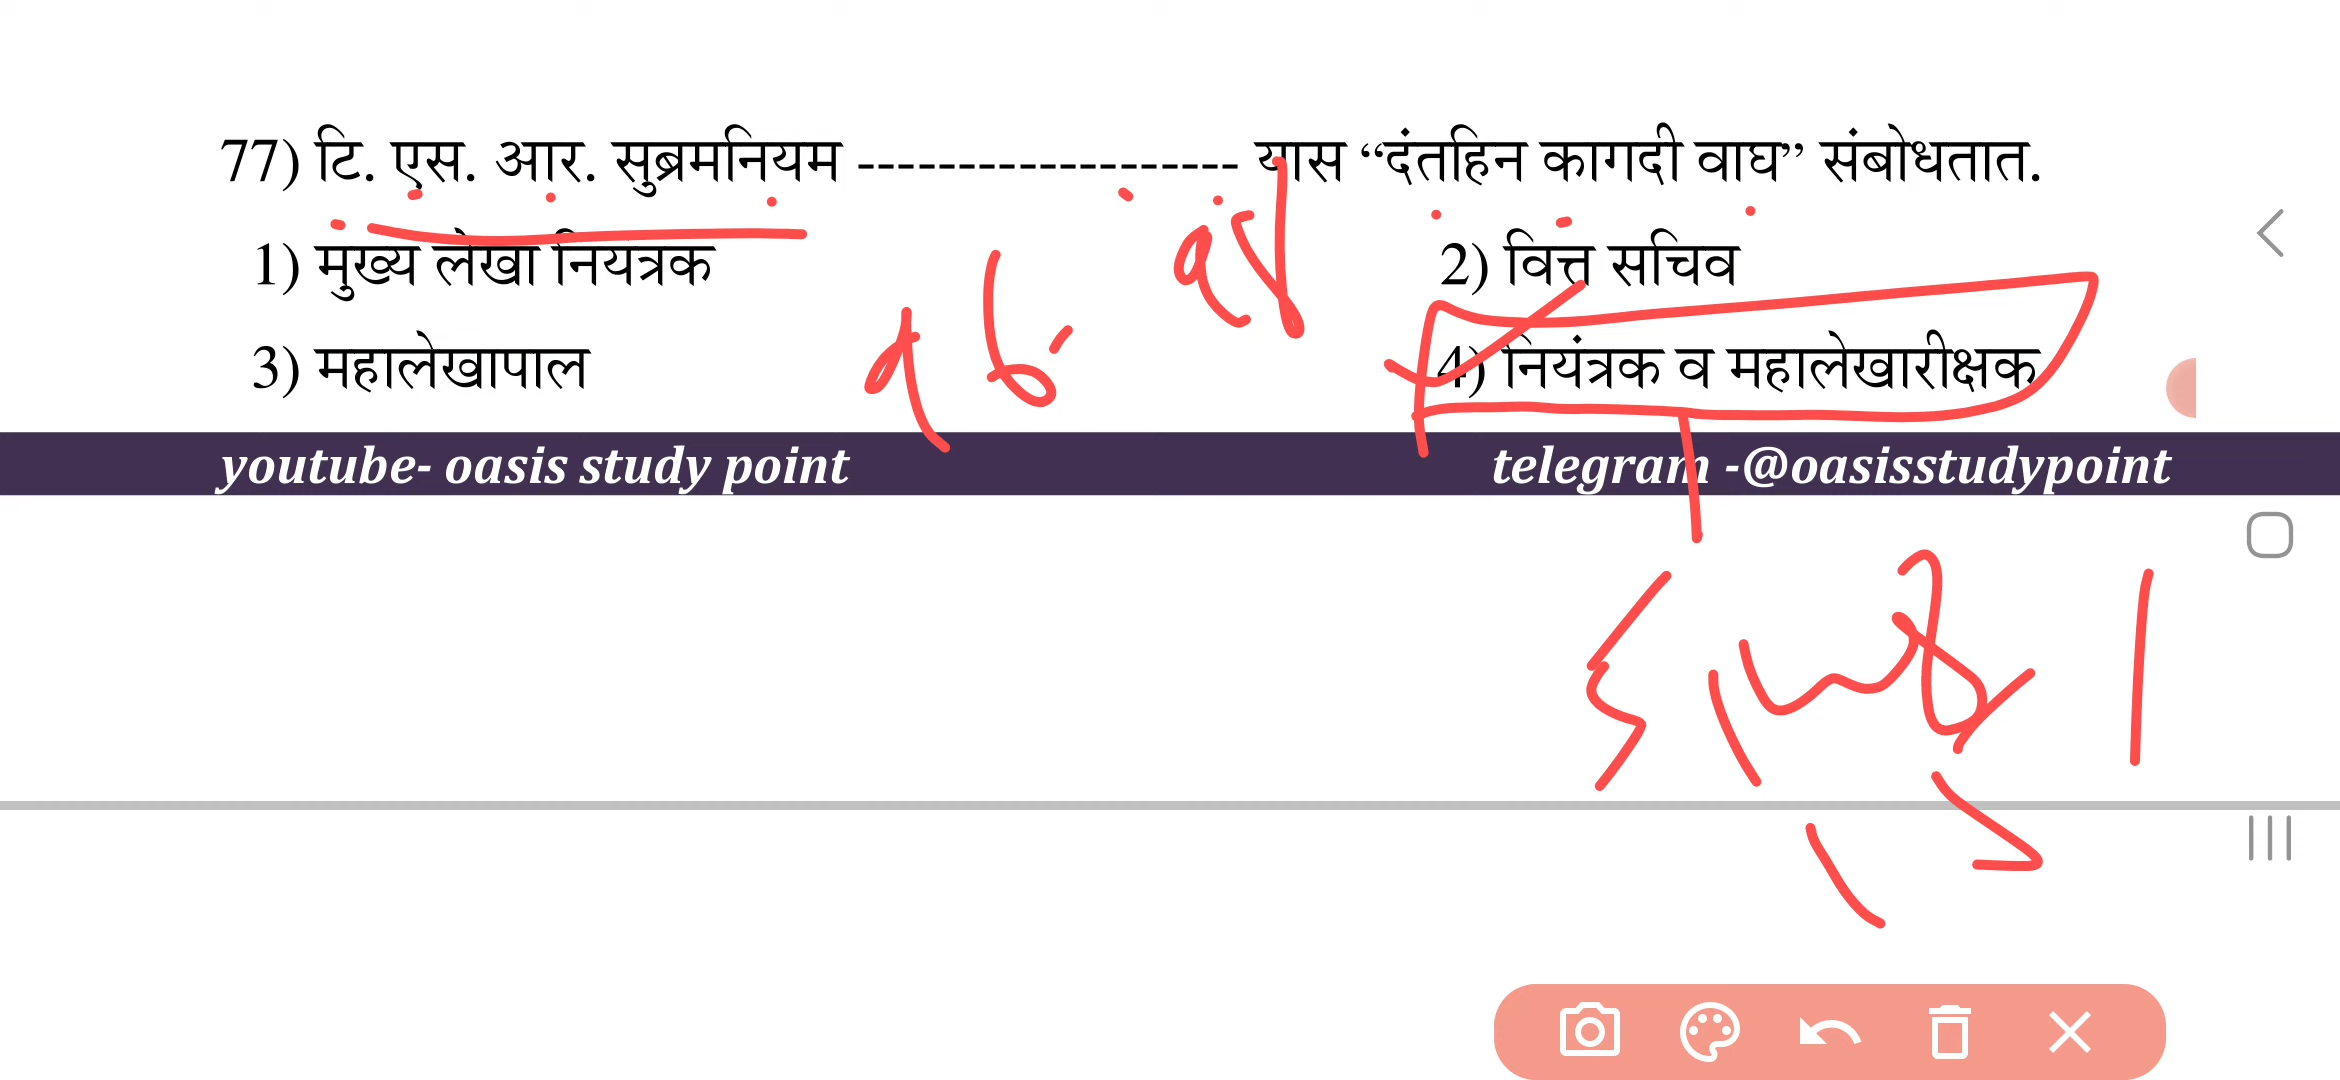 77) टि. एस. आर. सुब्रमनियम ------------------- यास “दंतहिन कागदी वाघ” संबोधतात.
1) मुख्य लेखा नियत्रक
2) वित्त सचिव
3) महालेखापाल
4) नियंत्रक व महालेखारीक्षक
youtube- oasis study point
telegram -@oasisstudypoint